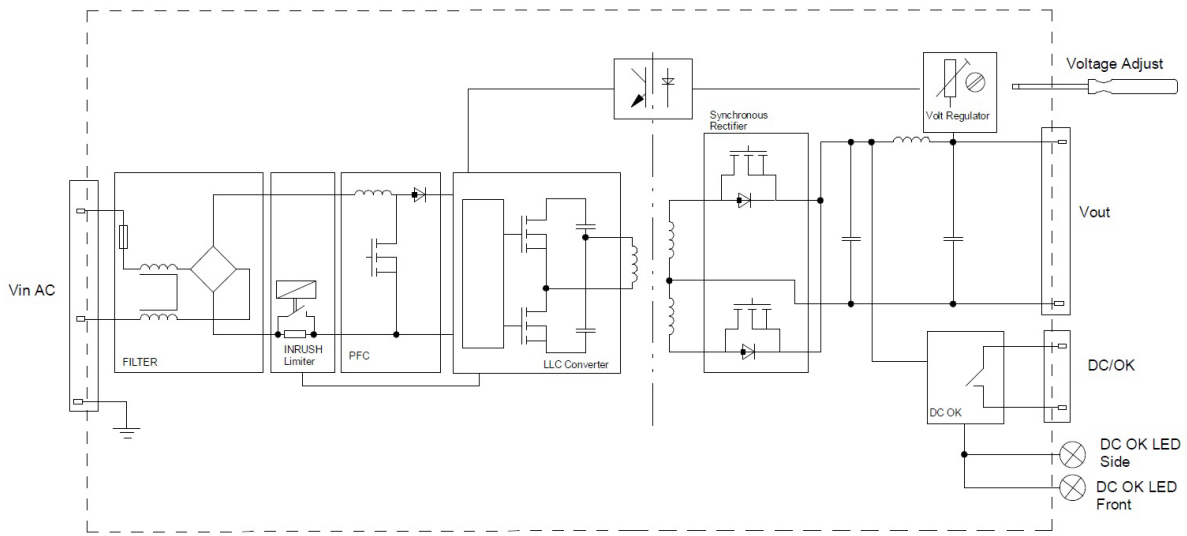 Voltage Adjust
Volt Regulator
Synchronous
Rectifier
Vout
Vin AC
FILTER
INRUSH
Limiter
PFC
LLC Converter
DC/OK
DC OK
DC OK LED
Side
DC OK LED
Front